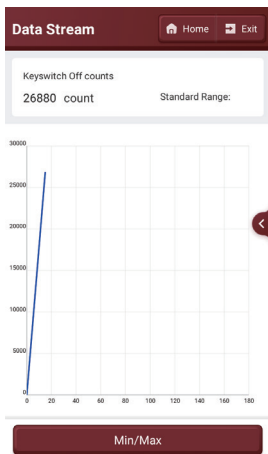 Data Stream
Home
Exit
Keyswitch Off counts
26880 count
Standard Range:
30000
25000
20000
15000
10000
5000
0
0 20 40 60 80 100 120 140 160 180
Min/Max